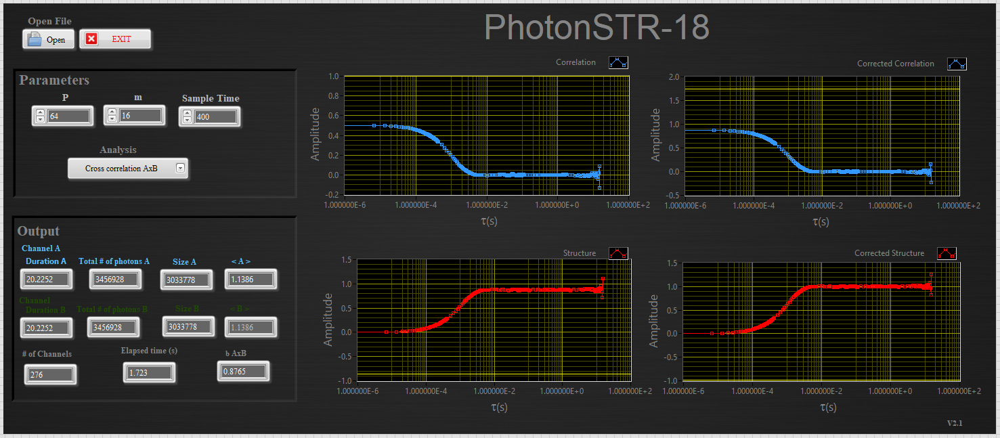 PhotonSTR-18
Open File
Open
EXIT
Parameters
P
m
Sample Time
64
16
400
Analysis
Cross correlation AxB
Output
Channel A
Duration A
Total # of photons A
Size A
< A >
20.2252
3456928
3033778
1.1386
Channel
Duration B
Total # of photons B
Size B
< B >
20.2252
3456928
3033778
1.1386
# of Channels
Elapsed time (s)
b AxB
276
1.723
0.8765
Correlation
Amplitude
1.0
0.8
0.6
0.4
0.2
0.0
-0.2
1.000000E-6
1.000000E-4
1.000000E-2
1.000000E+0
1.000000E+2
τ(s)
Corrected Correlation
Amplitude
2.0
1.5
1.0
0.5
0.0
-0.5
1.000000E-6
1.000000E-4
1.000000E-2
1.000000E+0
1.000000E+2
τ(s)
Structure
Amplitude
1.5
1.0
0.5
0.0
-0.5
-1.0
1.000000E-6
1.000000E-4
1.000000E-2
1.000000E+0
1.000000E+2
τ(s)
Corrected Structure
Amplitude
1.5
1.0
0.5
0.0
-0.5
-1.0
1.000000E-6
1.000000E-4
1.000000E-2
1.000000E+0
1.000000E+2
τ(s)
V2.1